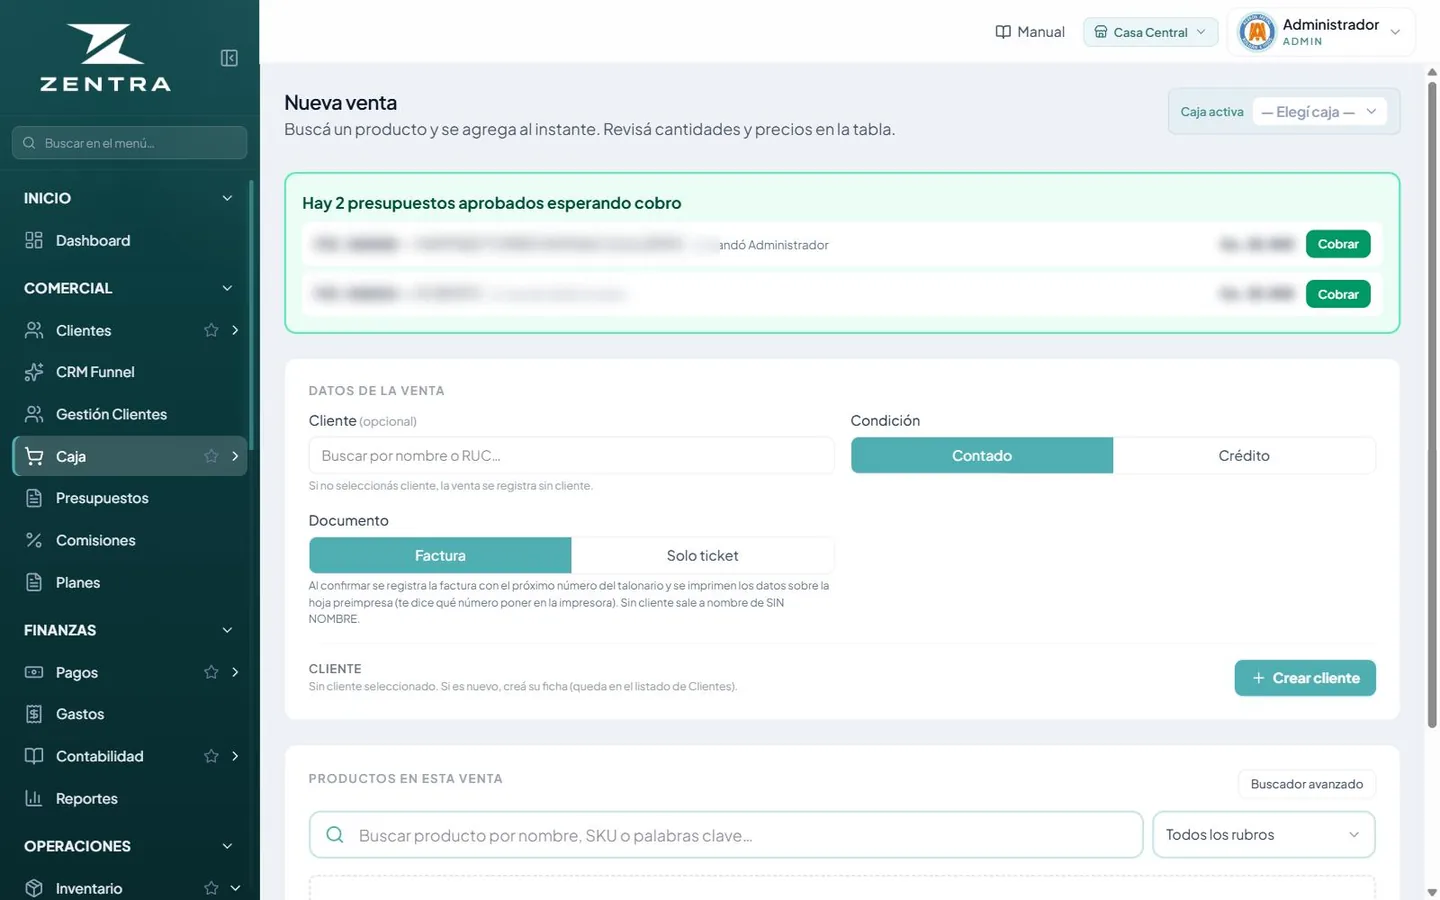 ZENTRA
Buscar en el menú...
INICIO
Dashboard
COMERCIAL
Clientes
CRM Funnel
Gestión Clientes
Caja
Presupuestos
Comisiones
Planes
FINANZAS
Pagos
Gastos
Contabilidad
Reportes
OPERACIONES
Inventario
Manual
Casa Central
Administrador
ADMIN
Nueva venta
Buscá un producto y se agrega al instante. Revisá cantidades y precios en la tabla.
Caja activa
— Elegí caja —
Hay 2 presupuestos aprobados esperando cobro
Administrador
Cobrar
Cobrar
DATOS DE LA VENTA
Cliente (opcional)
Buscar por nombre o RUC...
Si no seleccionás cliente, la venta se registra sin cliente.
Condición
Contado
Crédito
Documento
Factura
Solo ticket
Al confirmar se registra la factura con el próximo número del talonario y se imprimen los datos sobre la
hoja preimpresa (te dice qué número poner en la impresora). Sin cliente sale a nombre de SIN
NOMBRE.
CLIENTE
Sin cliente seleccionado. Si es nuevo, creá su ficha (queda en el listado de Clientes).
+ Crear cliente
PRODUCTOS EN ESTA VENTA
Buscador avanzado
Buscar producto por nombre, SKU o palabras clave...
Todos los rubros